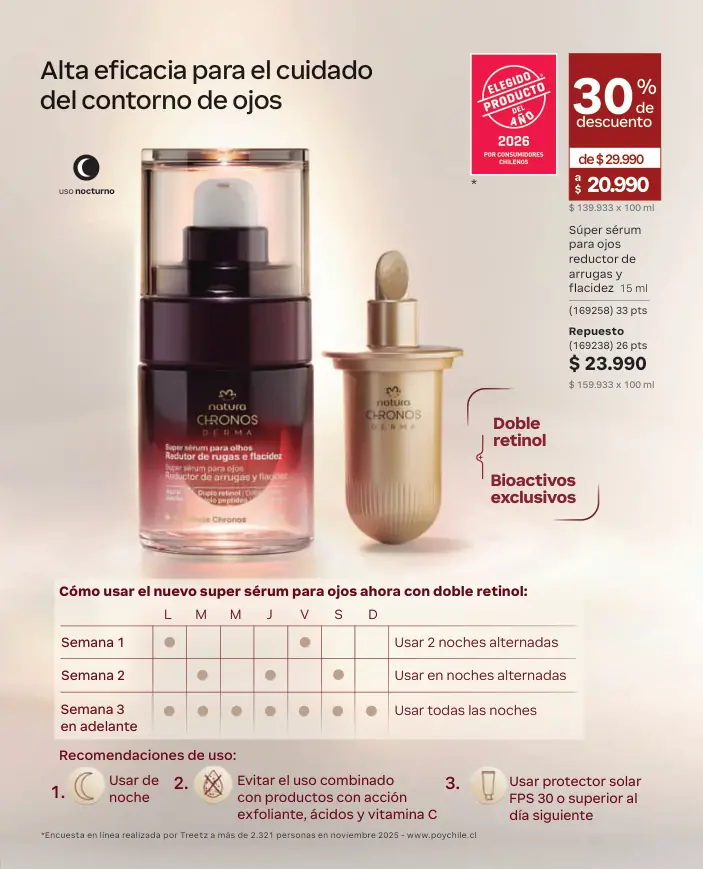 Alta eficacia para el cuidado
del contorno de ojos
uso nocturno
ELEGIDO
PRODUCTO
DEL
AÑO
2026
POR CONSUMIDORES
CHILENOS
*
30% de
descuento
de $ 29.990
a $ 20.990
$ 139.933 x 100 ml
Súper sérum
para ojos
reductor de
arrugas y
flacidez 15 ml
(169258) 33 pts
Repuesto
(169238) 26 pts
$ 23.990
$ 159.933 x 100 ml
natura
CHRONOS
DERMA
Super sérum para olhos
Redutor de rugas e flacidez
Súper sérum para ojos
Reductor de arrugas y flacidez
Duplo retinol
Chronos
natura
CHRONOS
DERMA
Doble
retinol
Bioactivos
exclusivos
Cómo usar el nuevo super sérum para ojos ahora con doble retinol:
L M M J V S D
Semana 1 Usar 2 noches alternadas
Semana 2 Usar en noches alternadas
Semana 3
en adelante Usar todas las noches
Recomendaciones de uso:
1. Usar de
noche
2. Evitar el uso combinado
con productos con acción
exfoliante, ácidos y vitamina C
3. Usar protector solar
FPS 30 o superior al
día siguiente
*Encuesta en línea realizada por Treetz a más de 2.321 personas en noviembre 2025 - www.poychile.cl